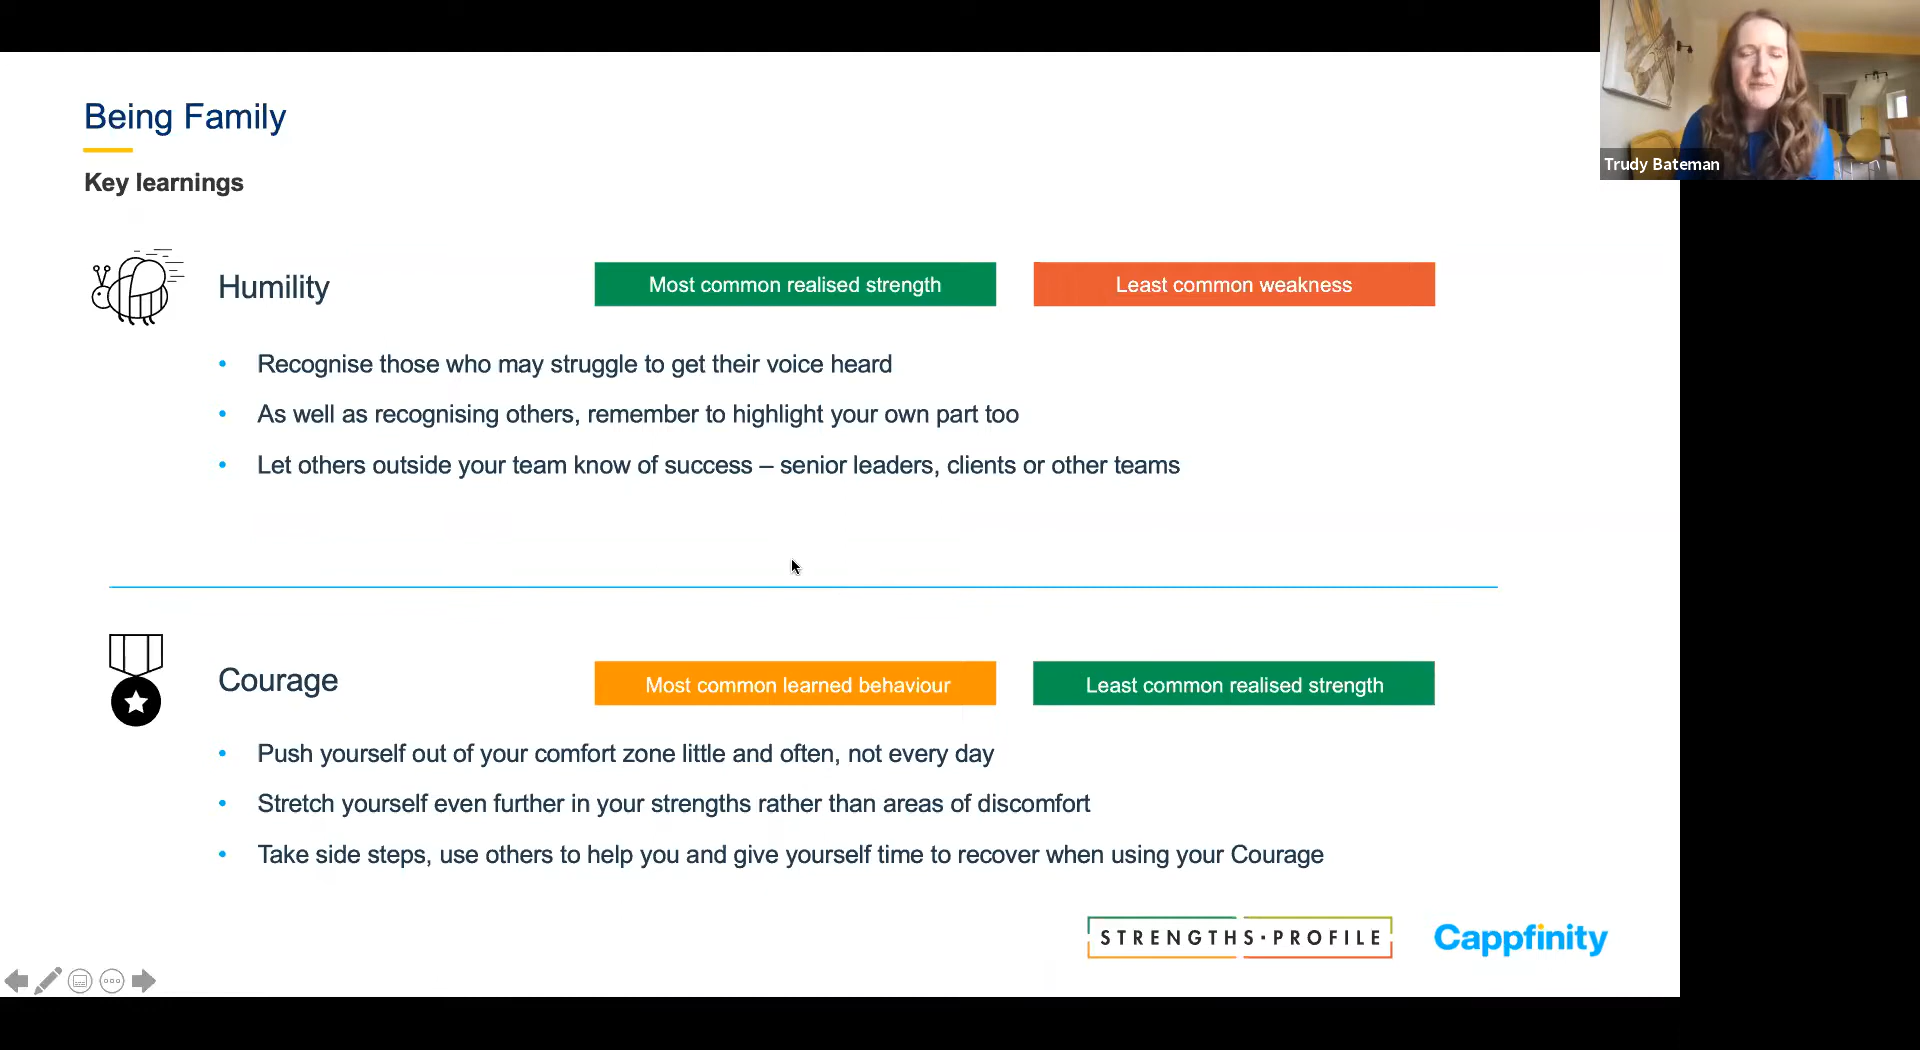 Being Family
Key learnings
Trudy Bateman
Humility
Most common realised strength
Least common weakness
• Recognise those who may struggle to get their voice heard
• As well as recognising others, remember to highlight your own part too
• Let others outside your team know of success – senior leaders, clients or other teams
Courage
Most common learned behaviour
Least common realised strength
• Push yourself out of your comfort zone little and often, not every day
• Stretch yourself even further in your strengths rather than areas of discomfort
• Take side steps, use others to help you and give yourself time to recover when using your Courage
STRENGTHS·PROFILE
Cappfinity